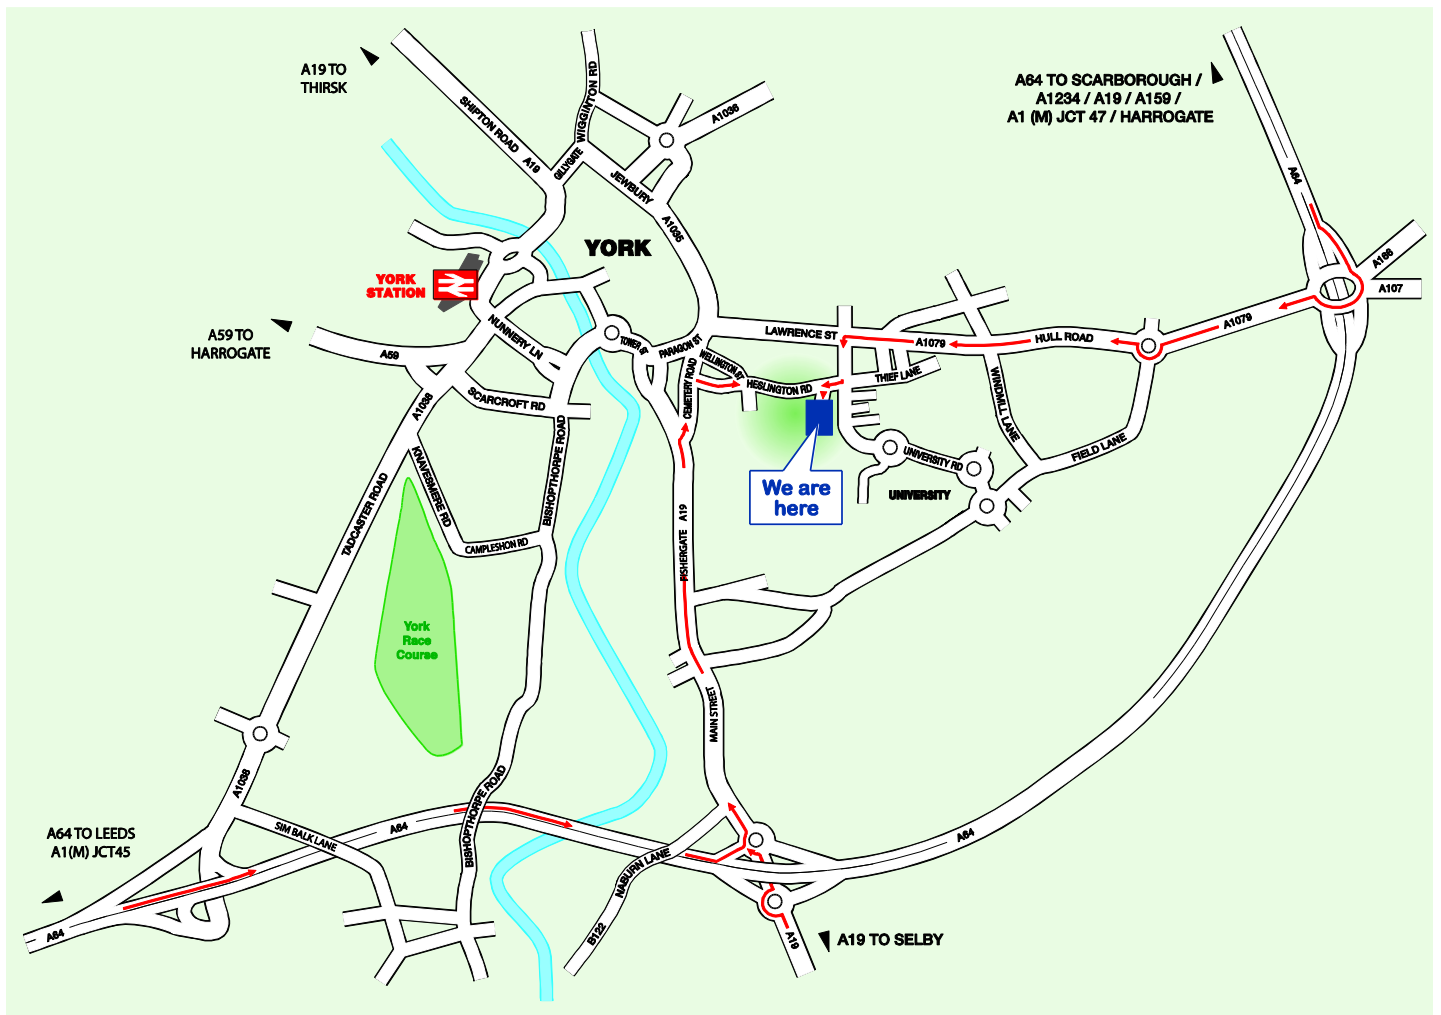 A19 TO
THIRSK
SHIPTON ROAD
A19
GILLYGATE
WIGGINTON RD
A1036
JEWBURY
A1035
YORK
A64 TO SCARBOROUGH /
A1234 / A19 / A159 /
A1 (M) JCT 47 / HARROGATE
A64
A166
A107
A1079
YORK
STATION
A59 TO
HARROGATE
A59
NUNNERY LN
TOWER ST
PARAGON ST
LAWRENCE ST
A1079
HULL ROAD
WELLINGTON ST
CEMETERY ROAD
HESLINGTON RD
THIEF LANE
WINDMILL LANE
SCARCROFT RD
A1036
KNAVESMERE RD
BISHOPTHORPE ROAD
CAMPLESHON RD
TADCASTER ROAD
UNIVERSITY RD
UNIVERSITY
FIELD LANE
We are
here
A19
FISHERGATE
York
Race
Course
MAIN STREET
A1036
BISHOPTHORPE ROAD
SIM BALK LANE
A64
A64
A64 TO LEEDS
A1(M) JCT45
A64
NABURN LANE
B122
A19
A19 TO SELBY